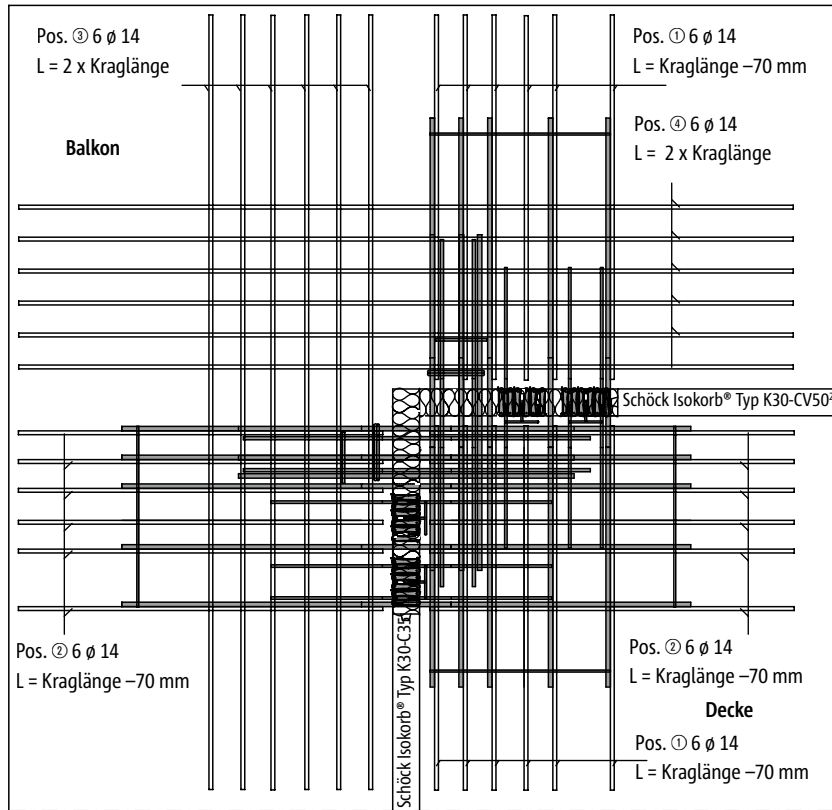 Pos. ③ 6 ø 14
L = 2 x Kraglänge
Pos. ① 6 ø 14
L = Kraglänge –70 mm
Pos. ④ 6 ø 14
L = 2 x Kraglänge
Balkon
Schöck Isokorb® Typ K30-CV50²
Schöck Isokorb® Typ K30-C35
Pos. ② 6 ø 14
L = Kraglänge –70 mm
Pos. ② 6 ø 14
L = Kraglänge –70 mm
Decke
Pos. ① 6 ø 14
L = Kraglänge –70 mm